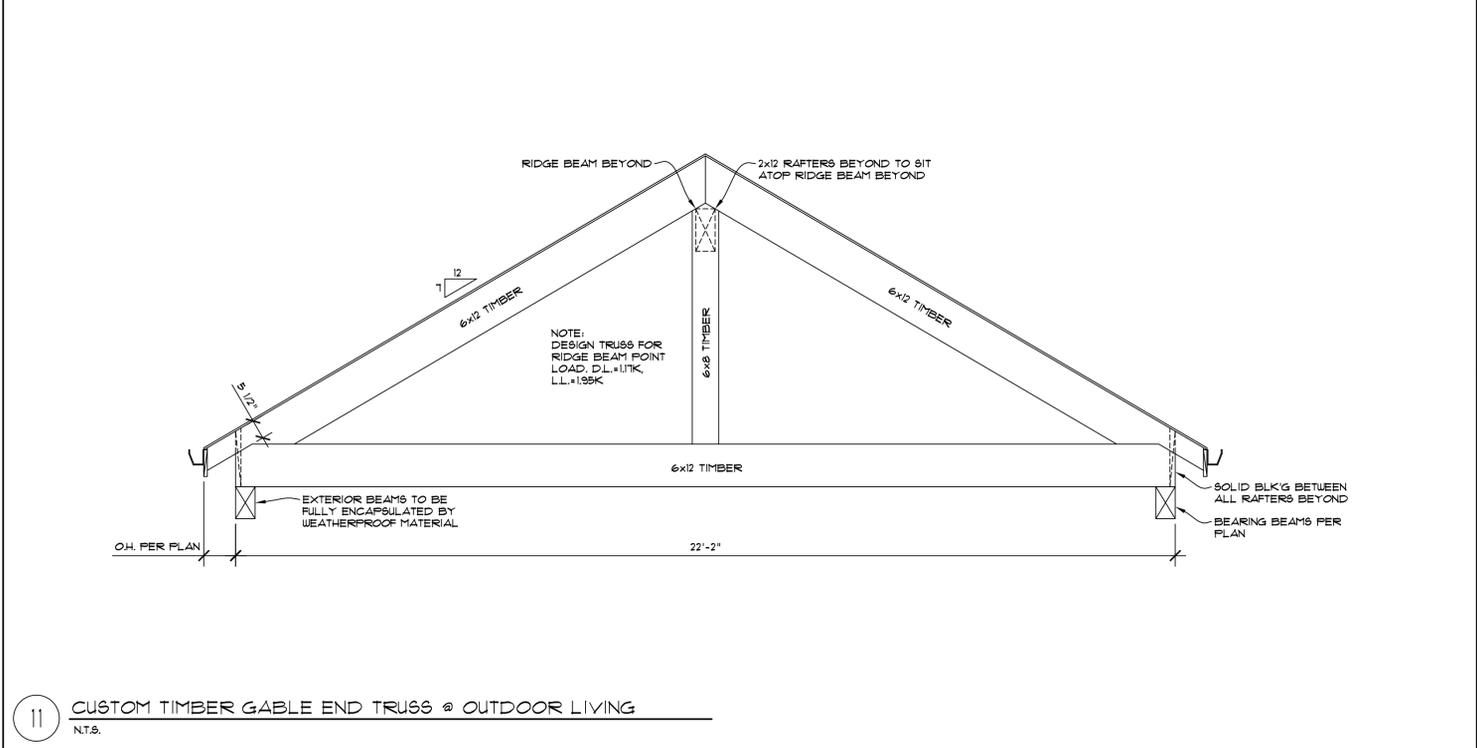 RIDGE BEAM BEYOND
2x12 RAFTERS BEYOND TO SIT
ATOP RIDGE BEAM BEYOND
12
7
6x12 TIMBER
6x12 TIMBER
6x8 TIMBER
NOTE:
DESIGN TRUSS FOR
RIDGE BEAM POINT
LOAD. D.L.=1.17K,
L.L.=1.95K
5 1/2"
6x12 TIMBER
EXTERIOR BEAMS TO BE
FULLY ENCAPSULATED BY
WEATHERPROOF MATERIAL
SOLID BLK'G BETWEEN
ALL RAFTERS BEYOND
BEARING BEAMS PER
PLAN
O.H. PER PLAN
22'-2"
11
CUSTOM TIMBER GABLE END TRUSS @ OUTDOOR LIVING
N.T.S.